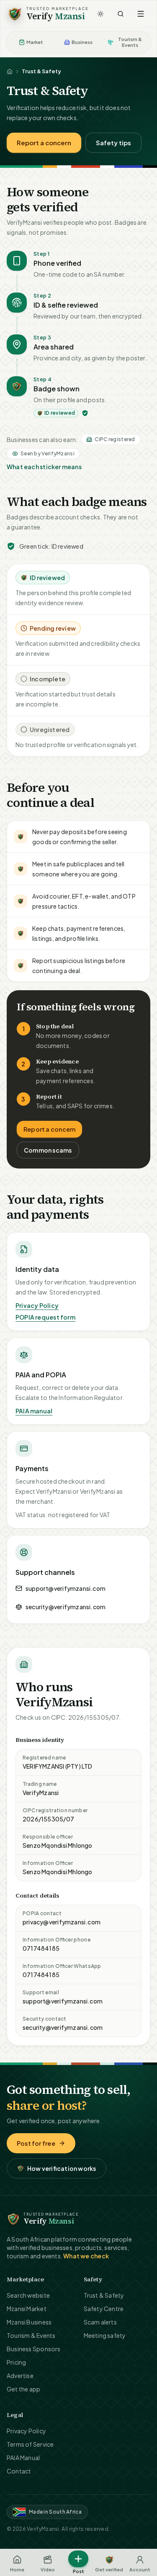 TRUSTED MARKETPLACE
Verify Mzansi
Market
Business
Tourism &
Events
Trust & Safety
Trust & Safety
Verification helps reduce risk, but it does not
replace caution.
Report a concern
Safety tips
How someone
gets verified
VerifyMzansi verifies people who post. Badges are
signals, not promises.
Step 1
Phone verified
One-time code to an SA number.
Step 2
ID & selfie reviewed
Reviewed by our team, then encrypted.
Step 3
Area shared
Province and city, as given by the poster.
Step 4
Badge shown
On their profile and posts.
ID reviewed
Businesses can also earn:
CIPC registered
Seen by VerifyMzansi
What each sticker means
What each badge means
Badges describe account checks. They are not
a guarantee.
Green tick: ID reviewed
ID reviewed
The person behind this profile completed
identity evidence review.
Pending review
Verification submitted and credibility checks
are in review.
Incomplete
Verification started but trust details
are incomplete.
Unregistered
No trusted profile or verification signals yet.
Before you
continue a deal
Never pay deposits before seeing
goods or confirming the seller.
Meet in safe public places and tell
someone where you are going.
Avoid courier, EFT, e-wallet, and OTP
pressure tactics.
Keep chats, payment references,
listings, and profile links.
Report suspicious listings before
continuing a deal.
If something feels wrong
1
Stop the deal
No more money, codes or
documents.
2
Keep evidence
Save chats, links and
payment references.
3
Report it
Tell us, and SAPS for crimes.
Report a concern
Common scams
Your data, rights
and payments
Identity data
Used only for verification, fraud prevention
and the law. Stored encrypted.
Privacy Policy
POPIA request form
PAIA and POPIA
Request, correct or delete your data.
Escalate to the Information Regulator.
PAIA manual
Payments
Secure hosted checkout in rand.
Expect VerifyMzansi or VerifyMzansi as
the merchant.
VAT status: not registered for VAT
Support channels
support@verifymzansi.com
security@verifymzansi.com
Who runs
VerifyMzansi
Check us on CIPC: 2026/155305/07.
Business identity
Registered name
VERIFYMZANSI (PTY) LTD
Trading name
VerifyMzansi
CIPC registration number
2026/155305/07
Responsible officer
Senzo Mqondisi Mhlongo
Information Officer
Senzo Mqondisi Mhlongo
Contact details
POPIA contact
privacy@verifymzansi.com
Information Officer phone
0717484185
Information Officer WhatsApp
0717484185
Support email
support@verifymzansi.com
Security contact
security@verifymzansi.com
Got something to sell,
share or host?
Get verified once, post anywhere.
Post for free
How verification works
TRUSTED MARKETPLACE
Verify Mzansi
A South African platform connecting people
with verified businesses, products, services,
tourism and events. What we check
Marketplace
Search website
Mzansi Market
Mzansi Business
Tourism & Events
Business Sponsors
Pricing
Advertise
Get the app
Safety
Trust & Safety
Safety Centre
Scam alerts
Meeting safety
Legal
Privacy Policy
Terms of Service
PAIA Manual
Contact
Made in South Africa
© 2026 VerifyMzansi. All rights reserved.
Home
Video
Post
Get verified
Account